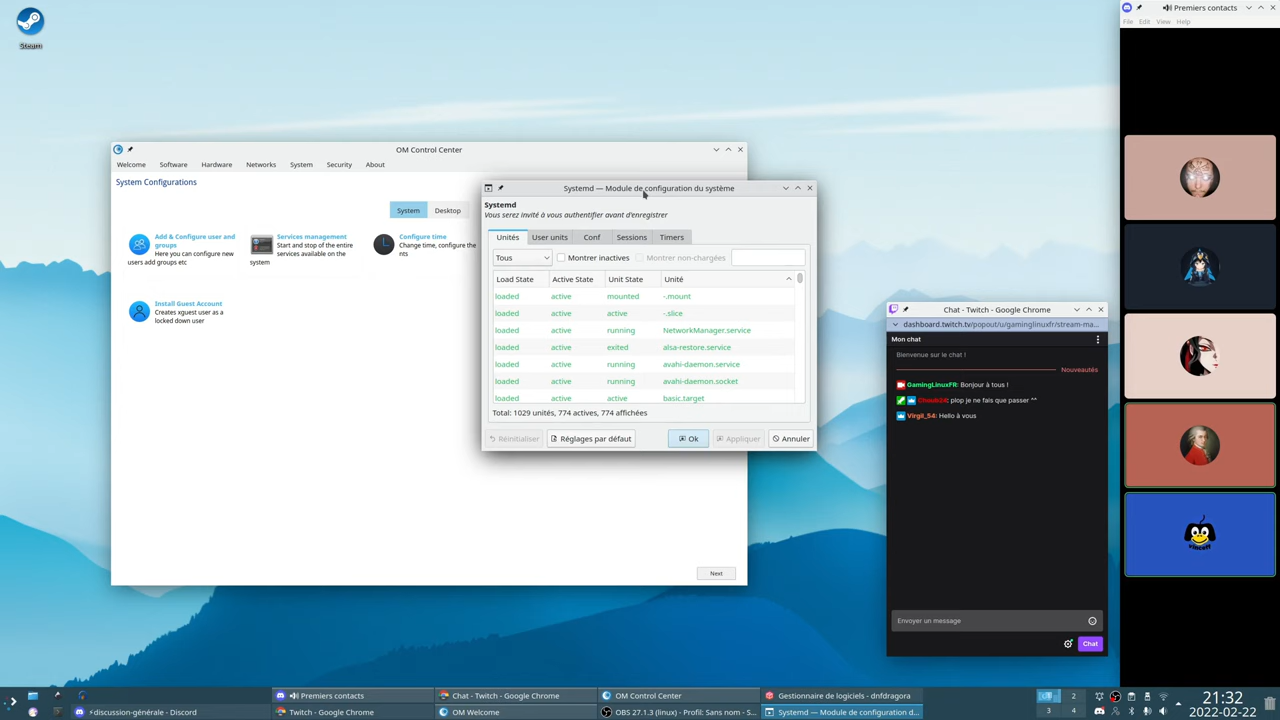 Steam
Premiers contacts
File Edit View Help
OM Control Center
Welcome Software Hardware Networks System Security About
System Configurations
System Desktop
Add & Configure user and groups
Here you can configure new
users add groups etc
Services management
Start and stop of the entire
services available on the
system
Configure time
Change time, configure the
nts
Install Guest Account
Creates xguest user as a
locked down user
Next
Systemd — Module de configuration du système
Systemd
Vous serez invité à vous authentifier avant d'enregistrer
Unités User units Conf Sessions Timers
Tous Montrer inactives Montrer non-chargées
Load State Active State Unit State Unité
loaded active mounted -.mount
loaded active active -.slice
loaded active running NetworkManager.service
loaded active exited alsa-restore.service
loaded active running avahi-daemon.service
loaded active running avahi-daemon.socket
loaded active active basic.target
Total: 1029 unités, 774 actives, 774 affichées
Réinitialiser Réglages par défaut Ok Appliquer Annuler
Chat - Twitch - Google Chrome
dashboard.twitch.tv/popout/u/gaminglinuxfr/stream-ma...
Mon chat
Bienvenue sur le chat !
Nouveautés
GamingLinuxFR: Bonjour à tous !
plop je ne fais que passer ^^
Virgil_54: Hello à vous
Envoyer un message
Chat
vinceff
Premiers contacts Chat - Twitch - Google Chrome OM Control Center Gestionnaire de logiciels - dnfdragora
#discussion-générale - Discord Twitch - Google Chrome OM Welcome OBS 27.1.3 (linux) - Profil: Sans nom - S... Systemd — Module de configuration d...
2
3 4
21:32
2022-02-22